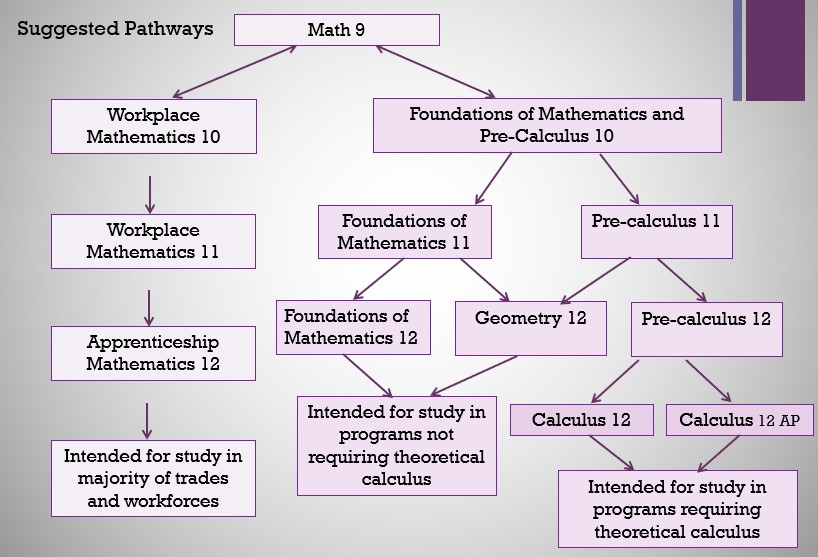 Suggested Pathways
Math 9
Workplace
Mathematics 10
Foundations of Mathematics and
Pre-Calculus 10
Workplace
Mathematics 11
Foundations of
Mathematics 11
Pre-calculus 11
Apprenticeship
Mathematics 12
Foundations of
Mathematics 12
Geometry 12
Pre-calculus 12
Intended for study in
majority of trades
and workforces
Intended for study in
programs not
requiring theoretical
calculus
Calculus 12
Calculus 12 AP
Intended for study in
programs requiring
theoretical calculus